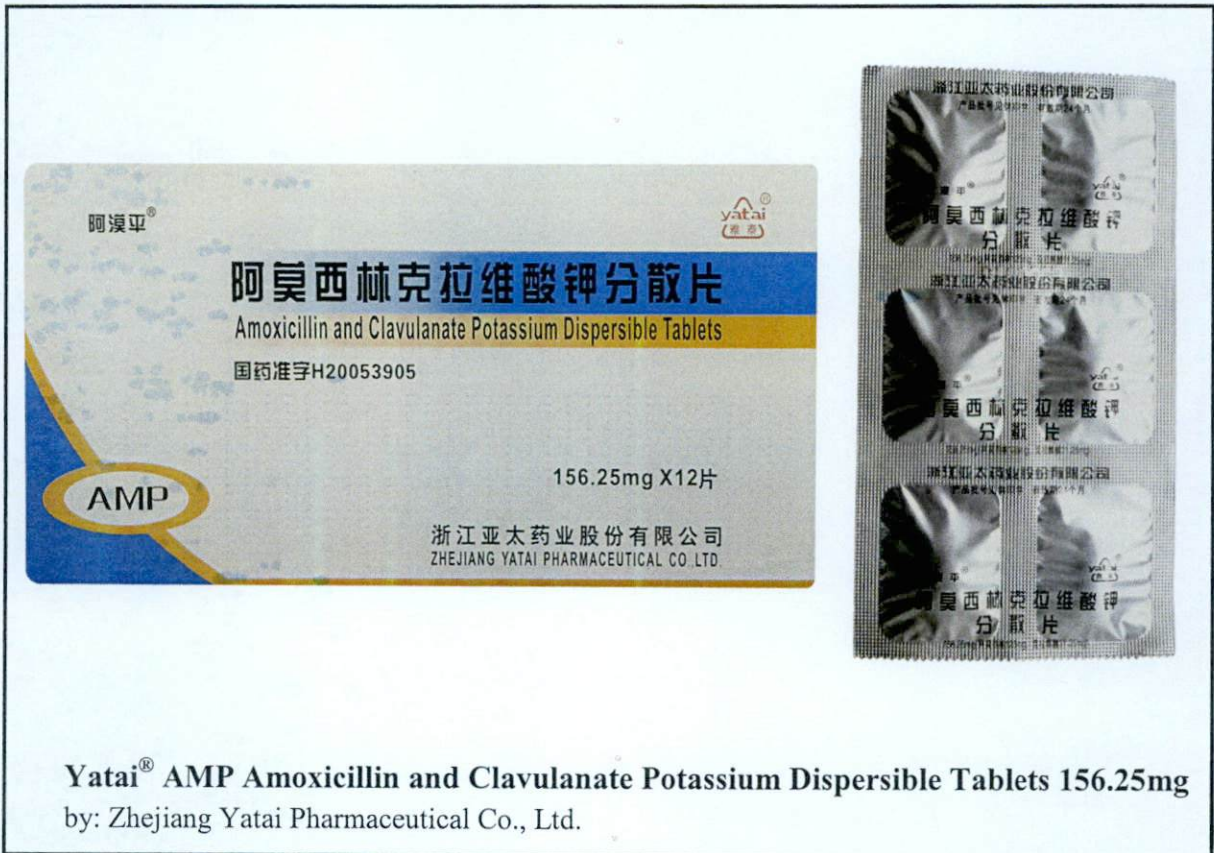 阿漠平®
yatai®
雅泰
阿莫西林克拉维酸钾分散片
Amoxicillin and Clavulanate Potassium Dispersible Tablets
国药准字H20053905
156.25mg X12片
AMP
浙江亚太药业股份有限公司
ZHEJIANG YATAI PHARMACEUTICAL CO LTD.
浙江亚太药业股份有限公司
yatai
阿莫西林克拉维酸钾
分散片
浙江亚太药业股份有限公司
yatai
阿莫西林克拉维酸钾
分散片
浙江亚太药业股份有限公司
yatai
阿莫西林克拉维酸钾
分散片
Yatai® AMP Amoxicillin and Clavulanate Potassium Dispersible Tablets 156.25mg
by: Zhejiang Yatai Pharmaceutical Co., Ltd.